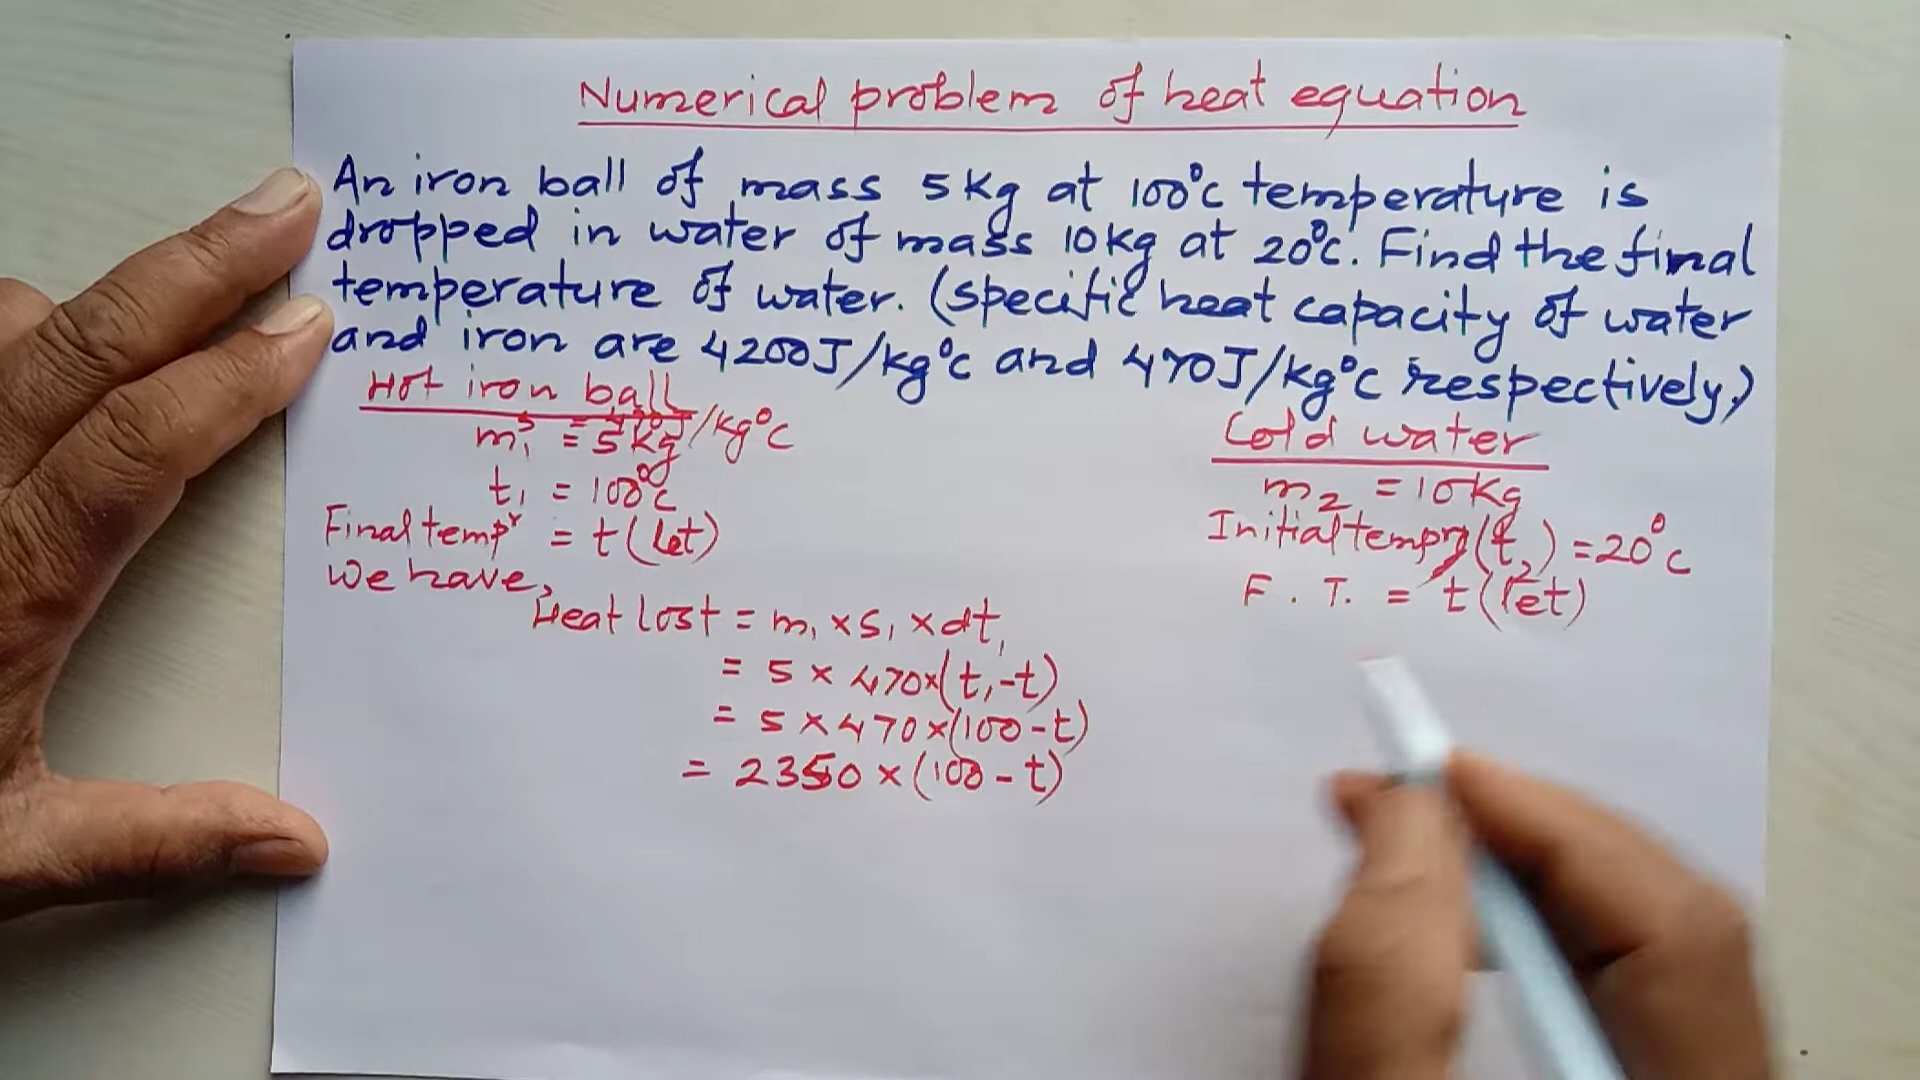 Numerical problem of heat equation
An iron ball of mass 5kg at 100°c temperature is
dropped in water of mass 10kg at 20°c. Find the final
temperature of water. (specific heat capacity of water
and iron are 4200J/kg°c and 470J/kg°c respectively.)
Hot iron ball
m₁ = 5kg /kg°c
t₁ = 100°c
Final tempr = t (let)
We have,
Heat lost = m₁ × s₁ × dt₁
= 5 × 470×(t₁-t)
= 5 × 470 ×(100-t)
= 2350 × (100-t)
Cold water
m₂ = 10kg
Initial temp (t₂) = 20°c
F. T. = t (let)